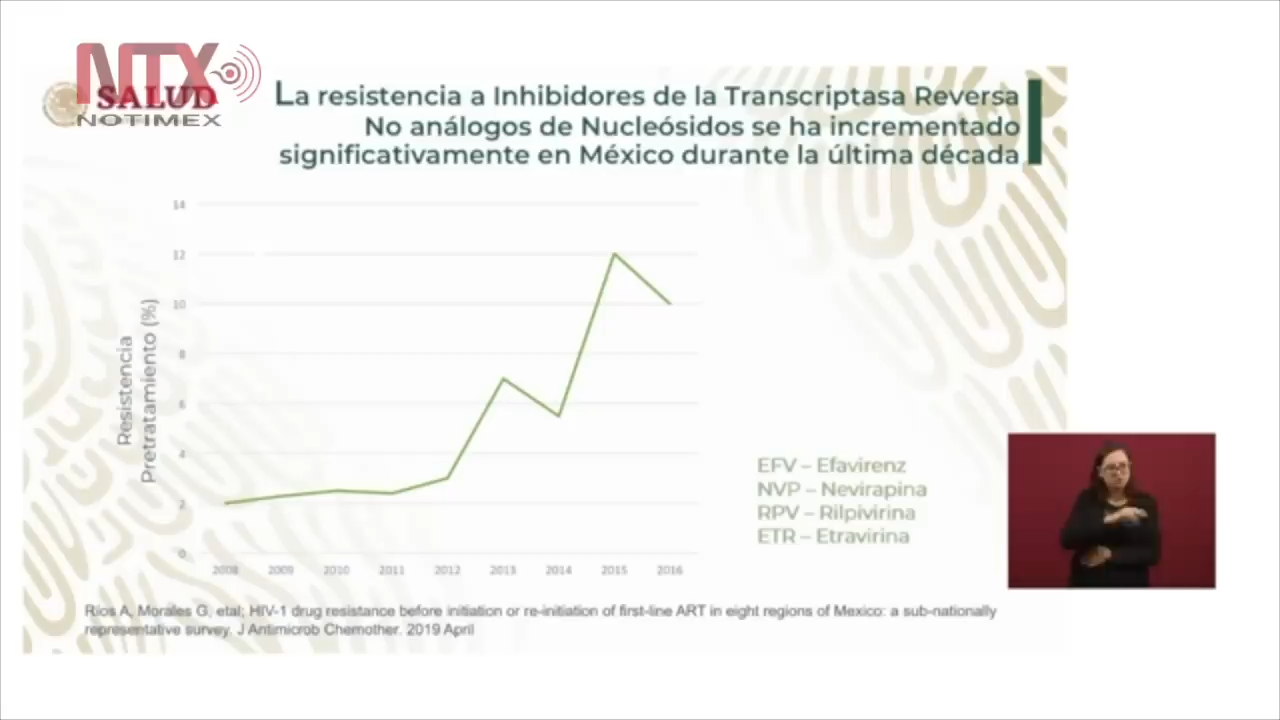 NTX
SALUD
NOTIMEX
La resistencia a Inhibidores de la Transcriptasa Reversa
No análogos de Nucleósidos se ha incrementado
significativamente en México durante la última década
Resistencia
Pretratamiento (%)
14
12
10
8
6
4
2
0
2008 2009 2010 2011 2012 2013 2014 2015 2016
EFV – Efavirenz
NVP – Nevirapina
RPV – Rilpivirina
ETR – Etravirina
Ríos A, Morales G, etal; HIV-1 drug resistance before initiation or re-initiation of first-line ART in eight regions of Mexico: a sub-nationally
representative survey. J Antimicrob Chemother. 2019 April